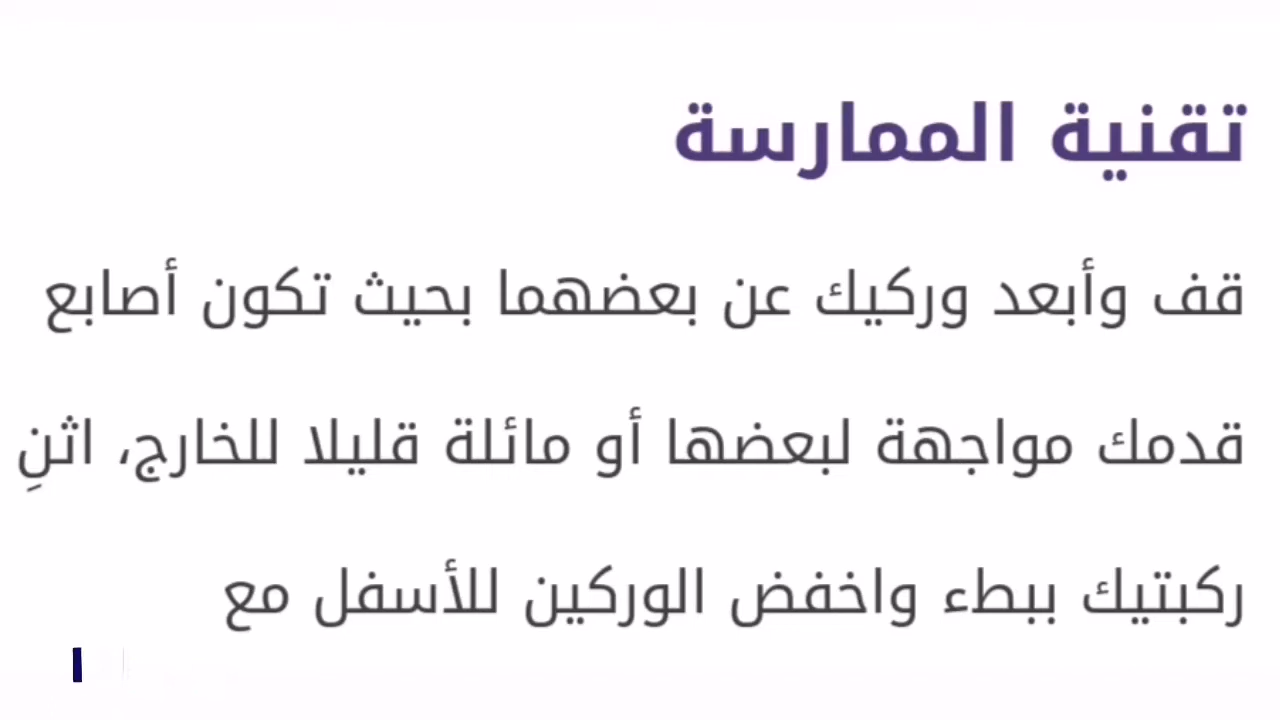 تقنية الممارسة
قف وأبعد وركيك عن بعضهما بحيث تكون أصابع
قدمك مواجهة لبعضها أو مائلة قليلا للخارج، اثنِ
ركبتيك ببطء واخفض الوركين للأسفل مع